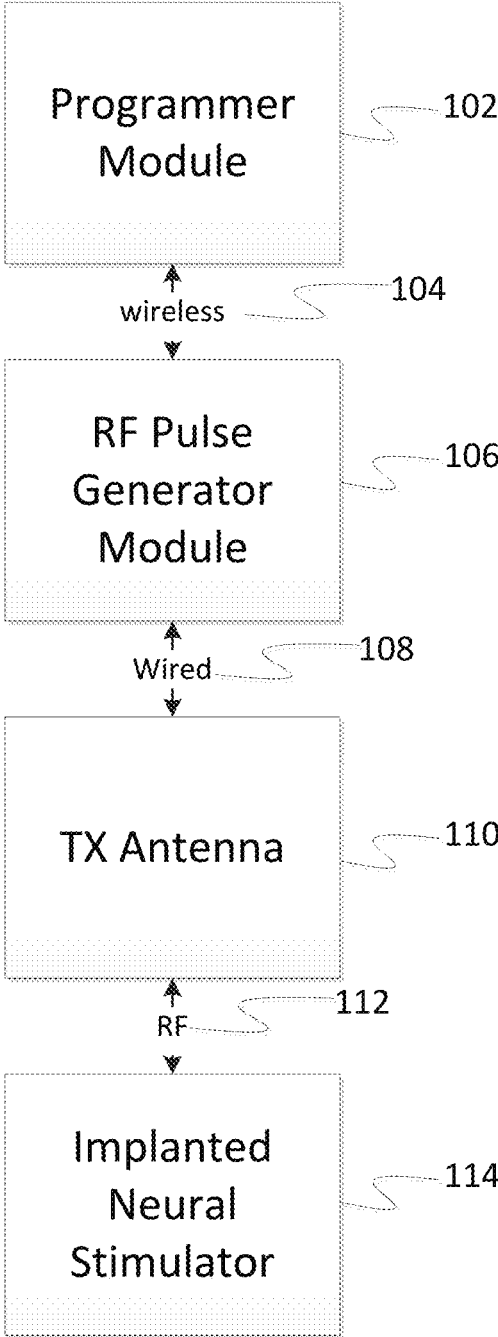 Programmer
Module
102
104
wireless
RF Pulse
Generator
Module
106
108
Wired
TX Antenna
110
112
RF
Implanted
Neural
Stimulator
114